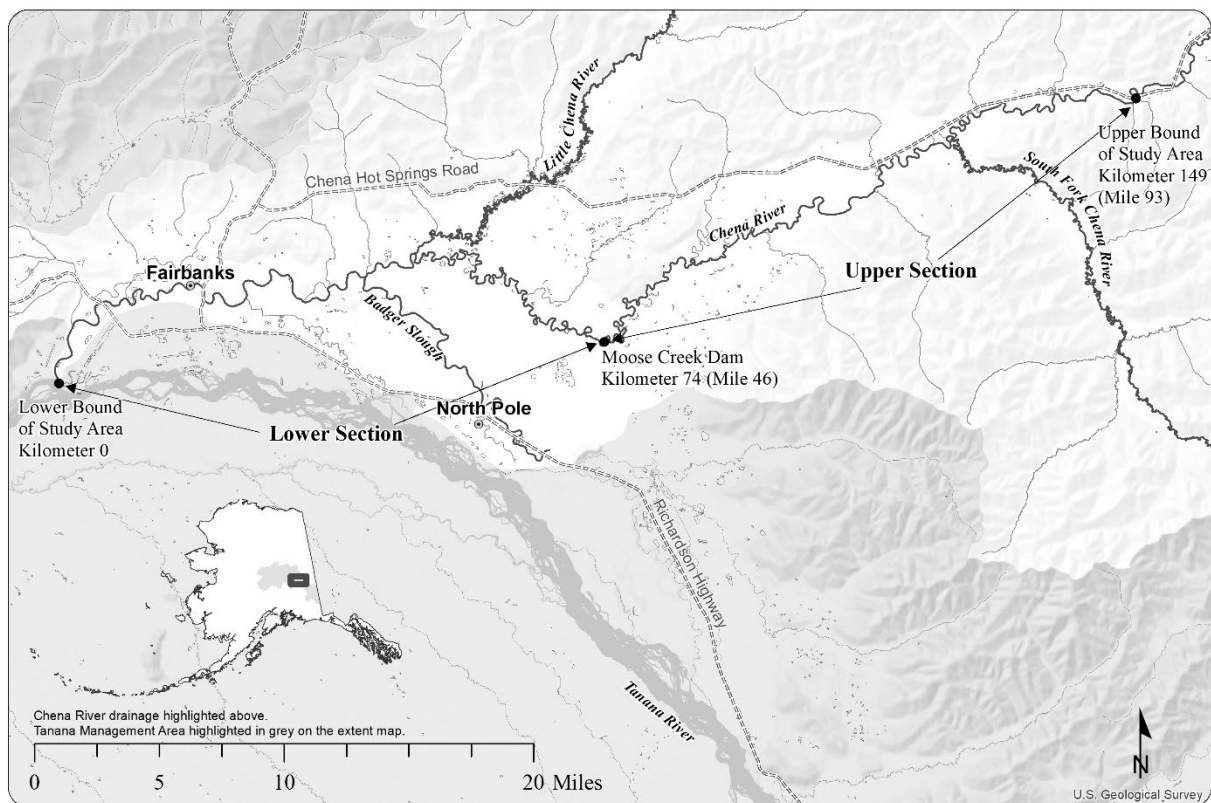 Little Chena River
Chena Hot Springs Road
Upper Bound
of Study Area
Kilometer 149
(Mile 93)
South Fork Chena River
Chena River
Fairbanks
Upper Section
Badger Slough
Moose Creek Dam
Kilometer 74 (Mile 46)
Lower Bound
of Study Area
Kilometer 0
North Pole
Lower Section
Richardson Highway
Tanana River
Chena River drainage highlighted above.
Tanana Management Area highlighted in grey on the extent map.
0 5 10 20 Miles
N
U.S. Geological Survey